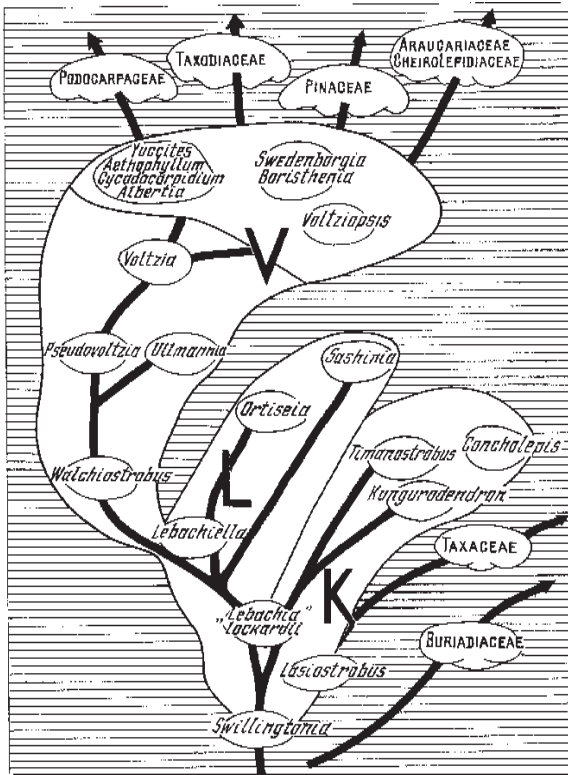 PODOCARPACEAE
TAXODIACEAE
PINACEAE
ARAUCARIACEAE
CHEIROLEPIDIACEAE
Yuccites
Aethophyllum
Cycadocarpidium
Albertia
Swedenborgia
Borysthenia
Voltziopsis
Voltzia
V
Pseudovoltzia
Ullmannia
Sashinia
Ortiseia
Timanostrobus
Concholepis
Walchiostrobus
L
Kungurodendron
Lebachiella
TAXACEAE
„Lebachia"
lockardii
K
BURIADIACEAE
Lasiostrobus
Swillingtonia